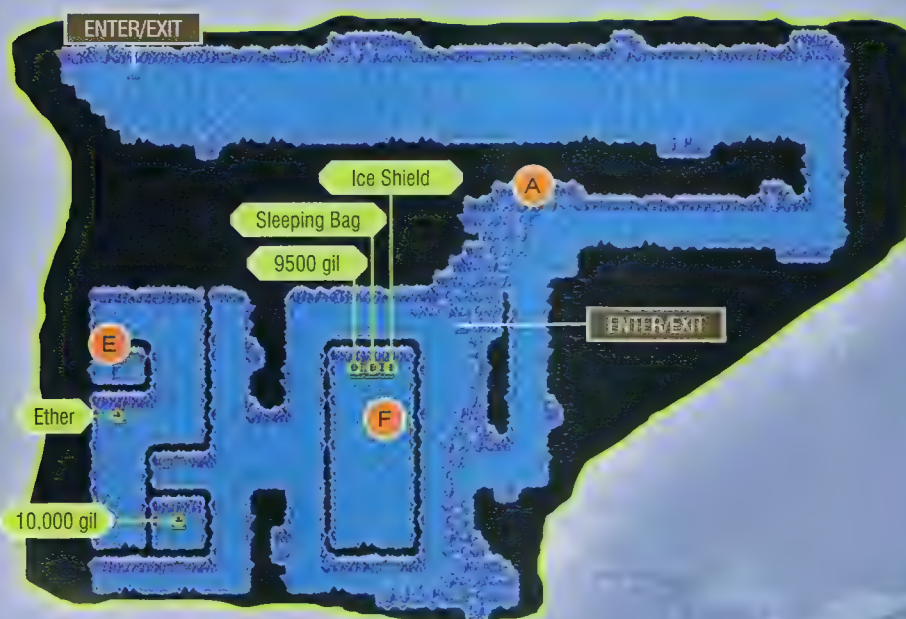 ENTER/EXIT
Ice Shield
A
Sleeping Bag
9500 gil
ENTER/EXIT
E
Ether
F
10,000 gil